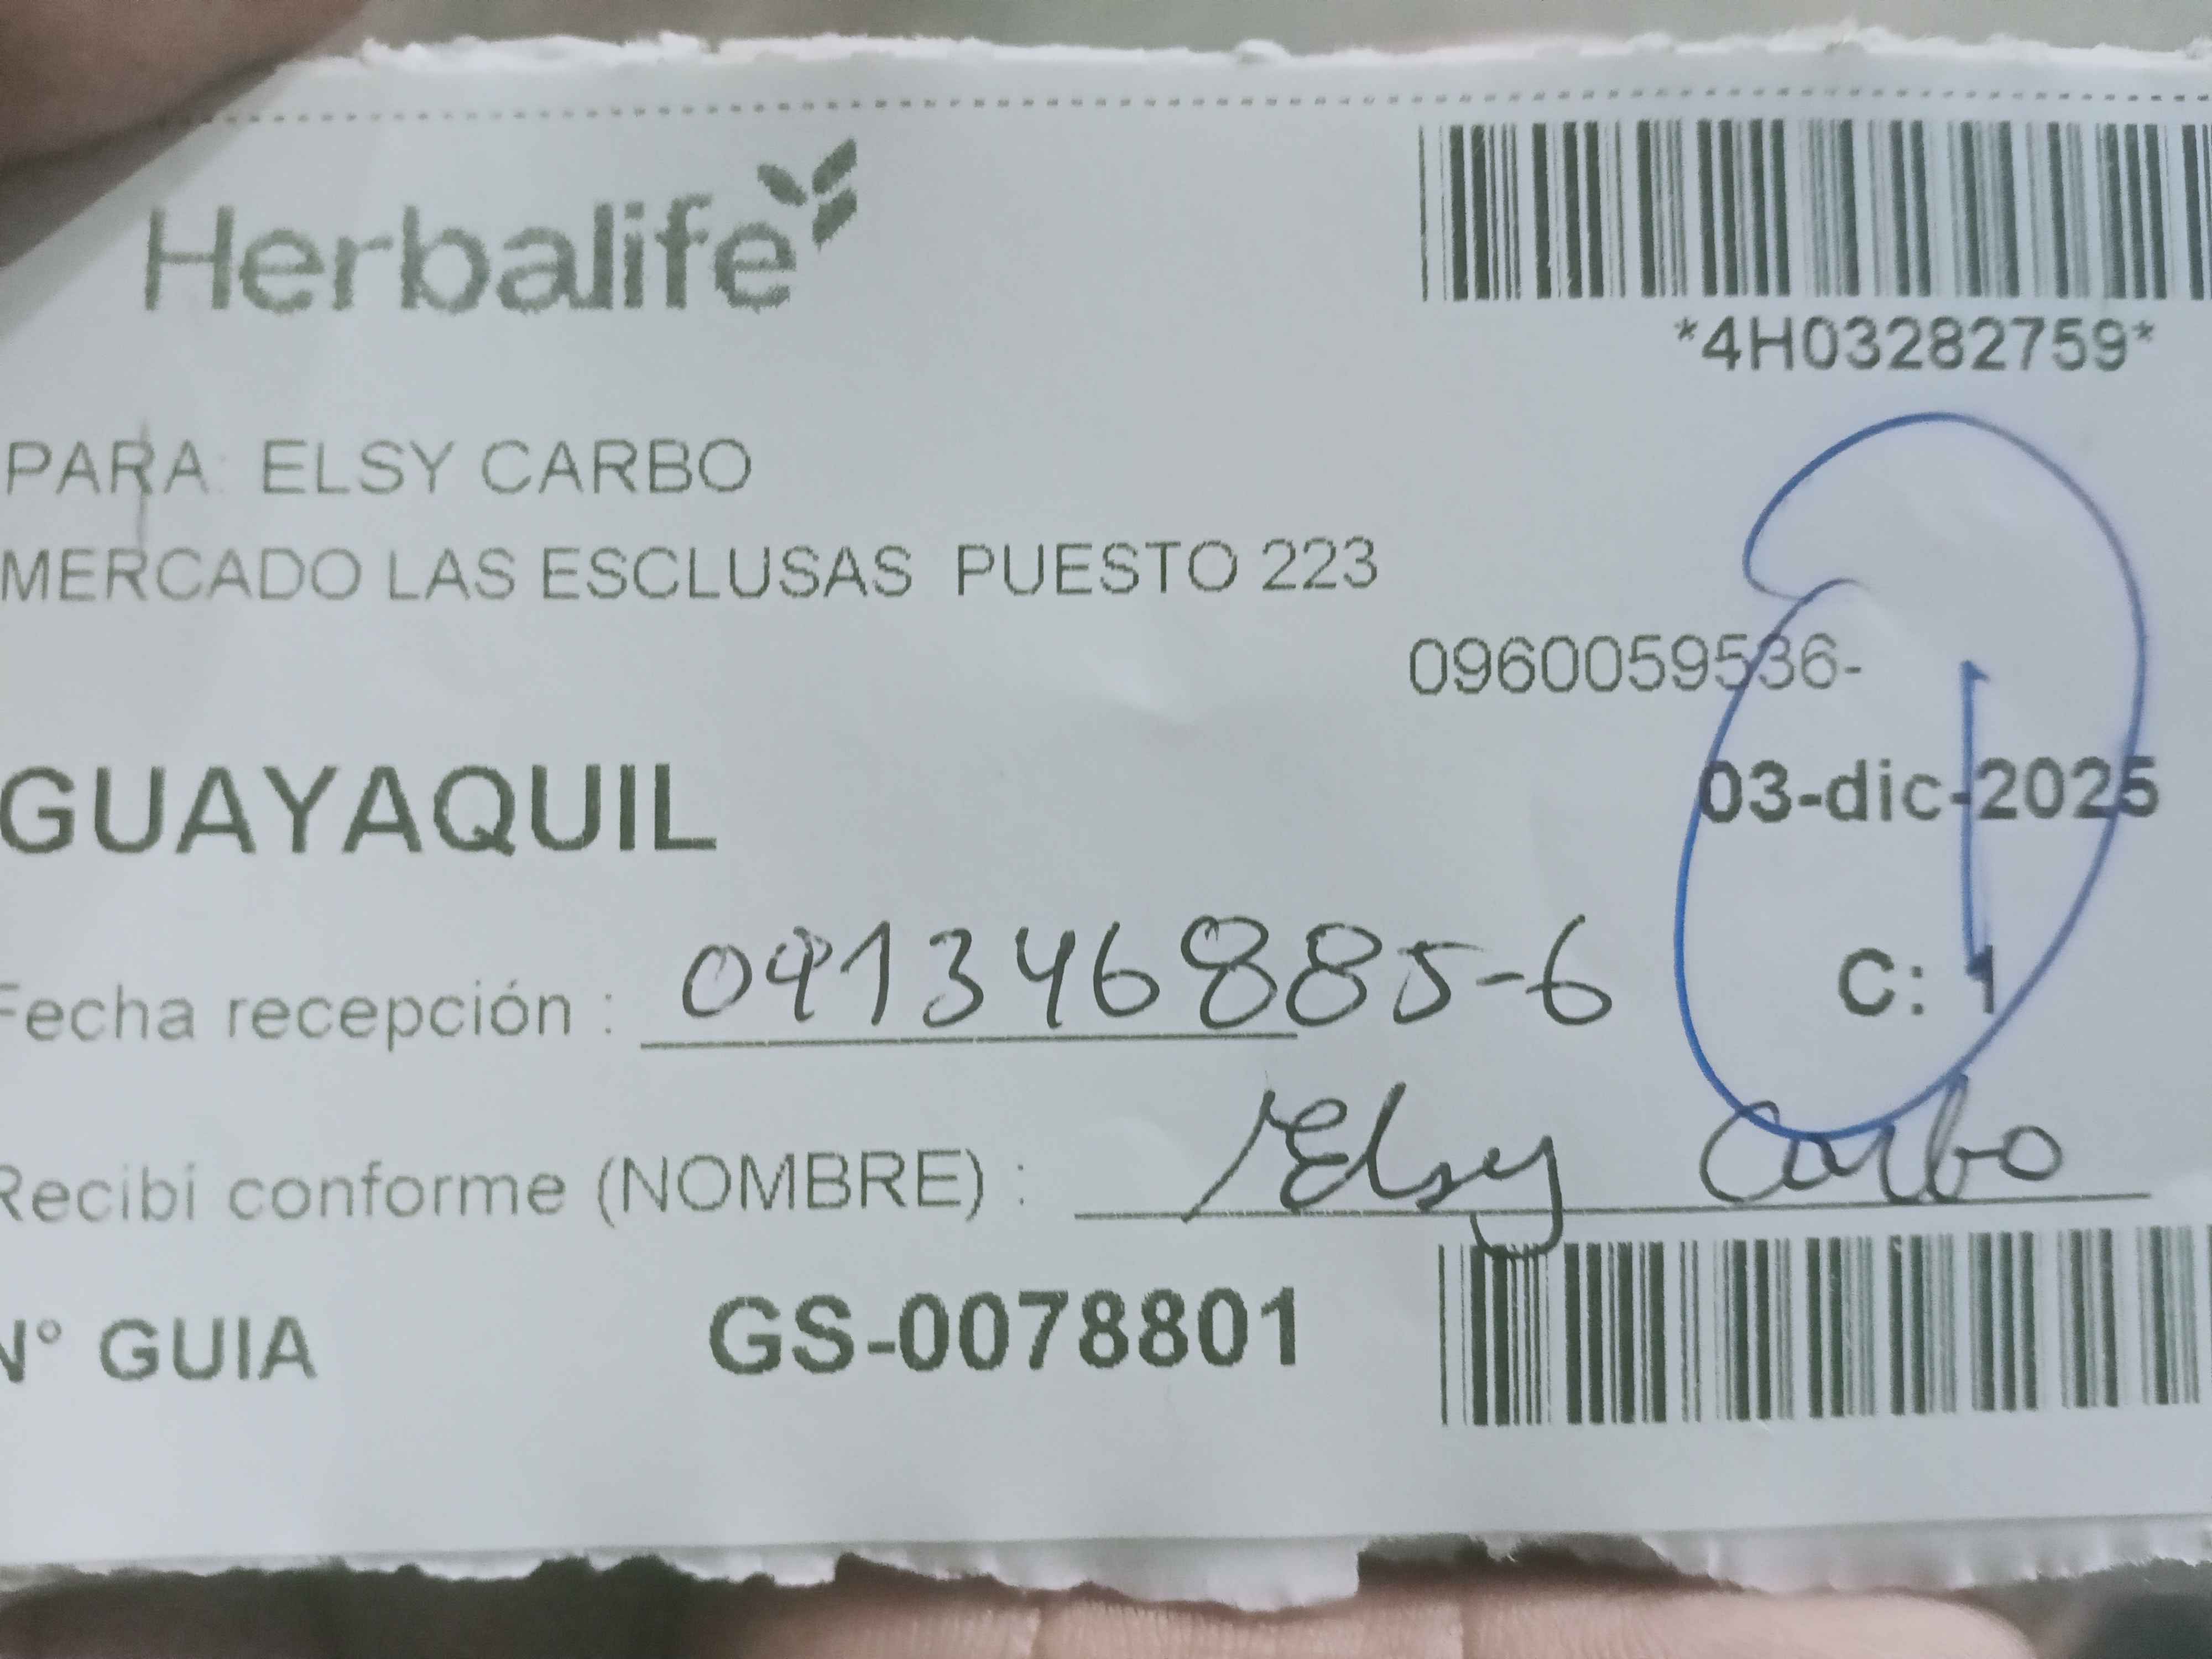 Herbalife
*4H03282759*
PARA: ELSY CARBO
MERCADO LAS ESCLUSAS PUESTO 223
0960059536-
GUAYAQUIL
03-dic-2025
Fecha recepción : 091346885-6
C: 1
Recibí conforme (NOMBRE) : Elsy Carbo
N° GUIA GS-0078801